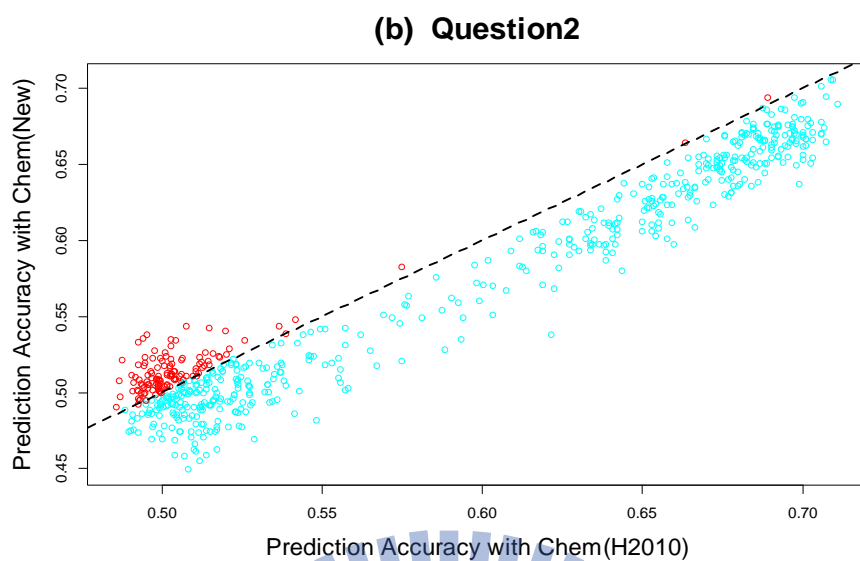 (b) Question2
Prediction Accuracy with Chem(New)
0.70
0.65
0.60
0.55
0.50
0.45
0.50 0.55 0.60 0.65 0.70
Prediction Accuracy with Chem(H2010)